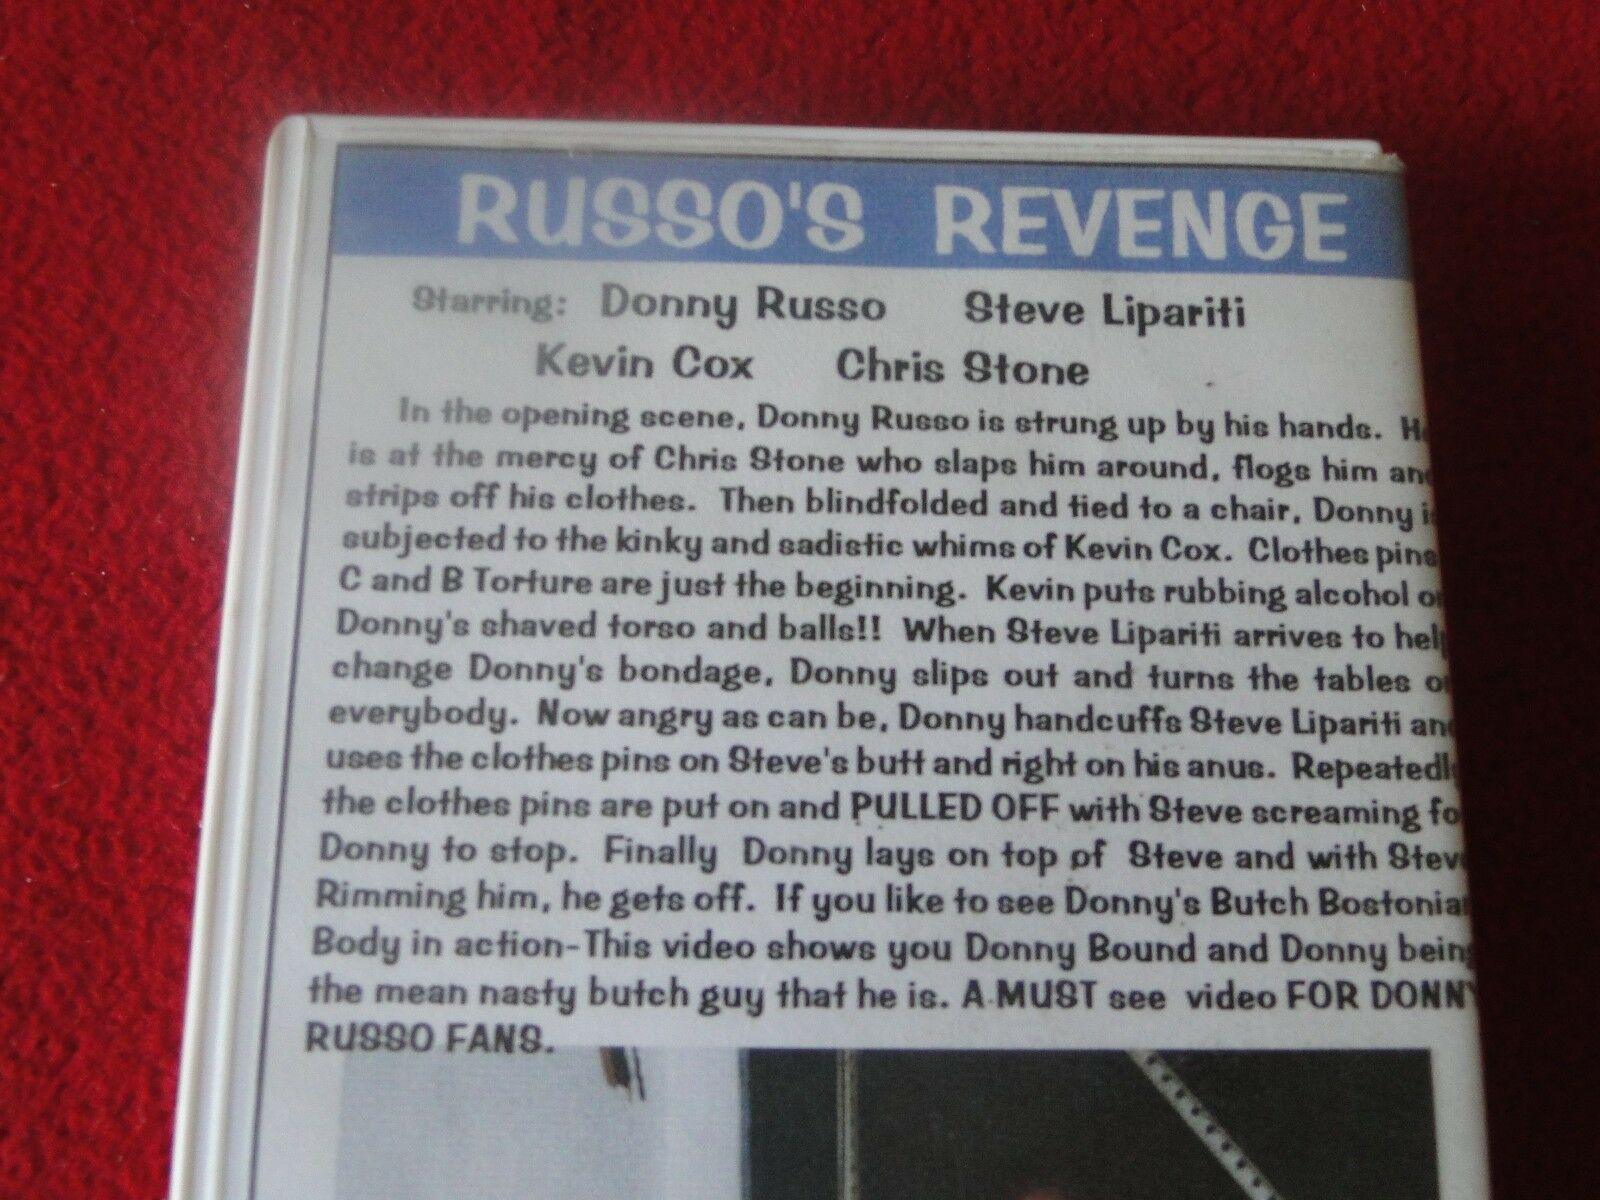 RUSSO'S REVENGE
Starring: Donny Russo Steve Lipariti
Kevin Cox Chris Stone
In the opening scene, Donny Russo is strung up by his hands.
is at the mercy of Chris Stone who slaps him around, flogs him
strips off his clothes. Then blindfolded and tied to a chair, Donny
subjected to the kinky and sadistic whims of Kevin Cox. Clothes pins
C and B Torture are just the beginning. Kevin puts rubbing alcohol
Donny's shaved torso and balls!! When Steve Lipariti arrives to
change Donny's bondage, Donny slips out and turns the tables
everybody. Now angry as can be, Donny handcuffs Steve Lipariti
uses the clothes pins on Steve's butt and right on his anus.
the clothes pins are put on and PULLED OFF with Steve screaming
Donny to stop. Finally Donny lays on top of Steve and with
Rimming him, he gets off. If you like to see Donny's Butch
Body in action-This video shows you Donny Bound and Donny
the mean nasty butch guy that he is. A MUST see video FOR DONNY
RUSSO FANS.